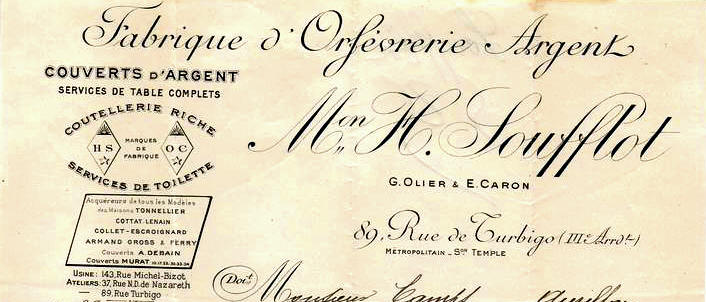 Fabrique d'Orfèvrerie Argent
COUVERTS D'ARGENT
SERVICES DE TABLE COMPLETS
COUTELLERIE RICHE
HS
MARQUES DE FABRIQUE
OC
SERVICES DE TOILETTE
Mon H. Soufflot
G. OLIER & E. CARON
89, Rue de Turbigo (IIIe Arrdt.)
MÉTROPOLITAIN _ Son TEMPLE
Acquéreurs de tous les Modèles
des Maisons TONNELLIER
COTTAT-LENAIN
COLLET-ESCROIGNARD
ARMAND GROSS & FERRY
Couverts A. DEBAIN
Couverts MURAT
USINE: 143, Rue Michel-Bizot
ATELIERS: 37, Rue N.D. de Nazareth
— 89, Rue Turbigo
Doit
Monsieur